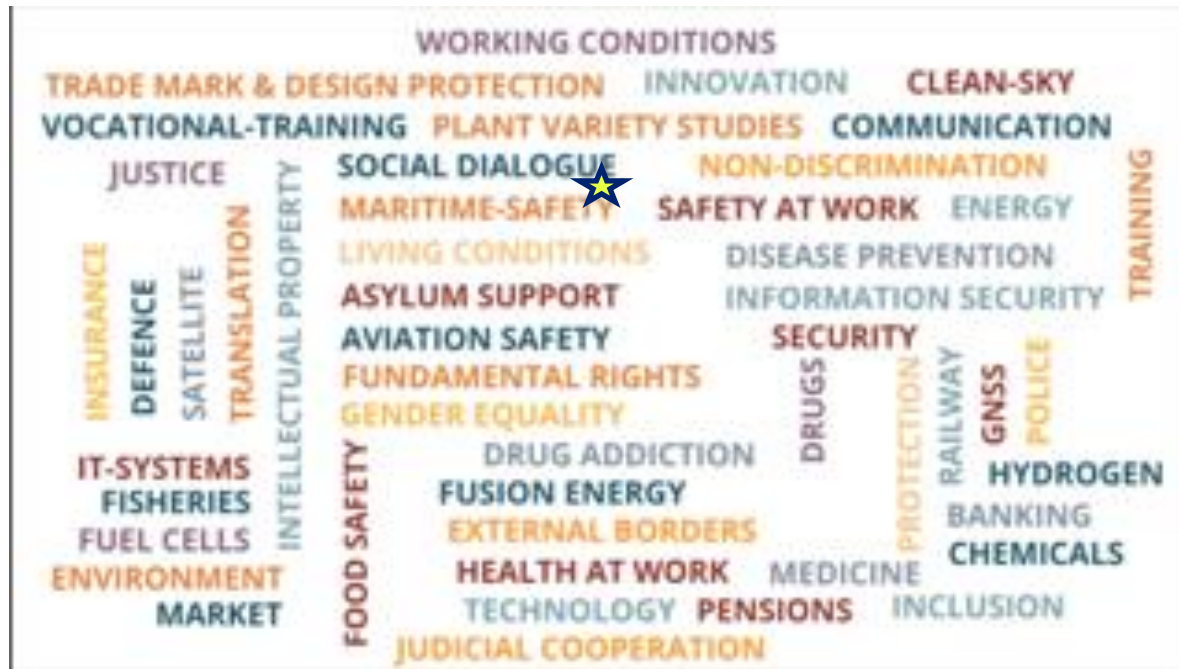 WORKING CONDITIONS
TRADE MARK & DESIGN PROTECTION INNOVATION CLEAN-SKY
VOCATIONAL-TRAINING PLANT VARIETY STUDIES COMMUNICATION
JUSTICE
SOCIAL DIALOGUE NON-DISCRIMINATION
MARITIME-SAFETY SAFETY AT WORK ENERGY
TRAINING
LIVING CONDITIONS DISEASE PREVENTION
ASYLUM SUPPORT INFORMATION SECURITY
AVIATION SAFETY SECURITY
INSURANCE
DEFENCE
SATELLITE
TRANSLATION
INTELLECTUAL PROPERTY
FUNDAMENTAL RIGHTS
GENDER EQUALITY
DRUGS
PROTECTION
RAILWAY
GNSS
POLICE
DRUG ADDICTION
IT-SYSTEMS
FISHERIES
FUEL CELLS
ENVIRONMENT
MARKET
FOOD SAFETY
FUSION ENERGY
EXTERNAL BORDERS
HYDROGEN
BANKING
CHEMICALS
HEALTH AT WORK MEDICINE
TECHNOLOGY PENSIONS INCLUSION
JUDICIAL COOPERATION